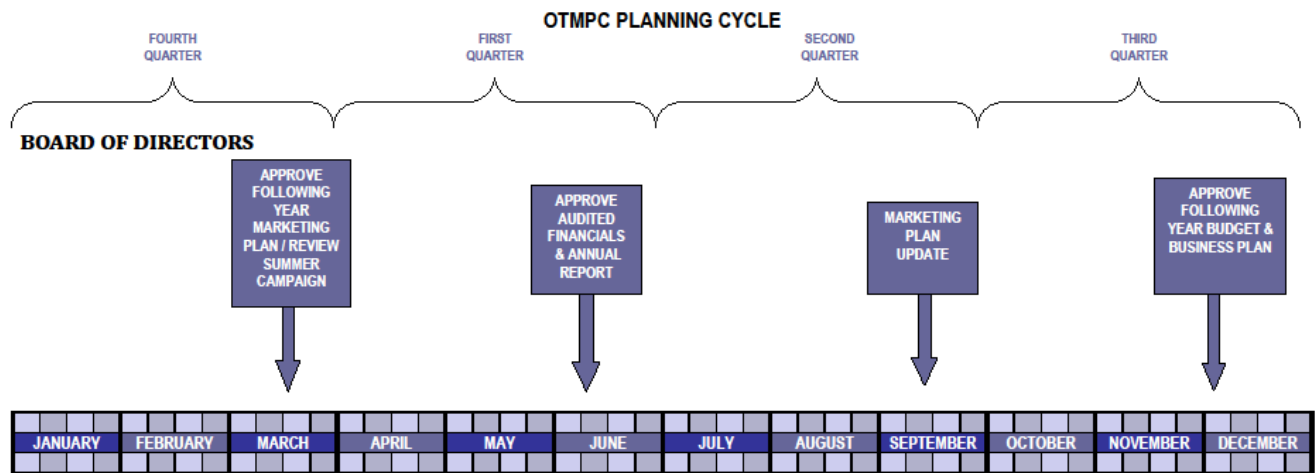 OTMPC PLANNING CYCLE
FOURTH
QUARTER
FIRST
QUARTER
SECOND
QUARTER
THIRD
QUARTER
BOARD OF DIRECTORS
APPROVE
FOLLOWING
YEAR
MARKETING
PLAN / REVIEW
SUMMER
CAMPAIGN
APPROVE
AUDITED
FINANCIALS
& ANNUAL
REPORT
MARKETING
PLAN
UPDATE
APPROVE
FOLLOWING
YEAR BUDGET &
BUSINESS PLAN
JANUARY FEBRUARY MARCH APRIL MAY JUNE JULY AUGUST SEPTEMBER OCTOBER NOVEMBER DECEMBER